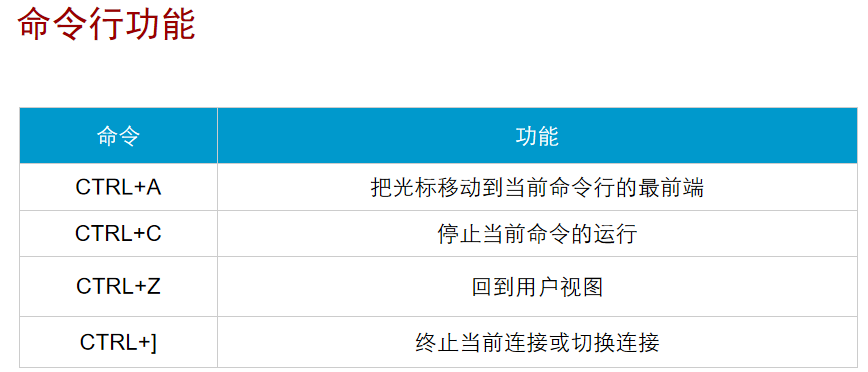 命令行功能
命令 功能
CTRL+A 把光标移动到当前命令行的最前端
CTRL+C 停止当前命令的运行
CTRL+Z 回到用户视图
CTRL+] 终止当前连接或切换连接